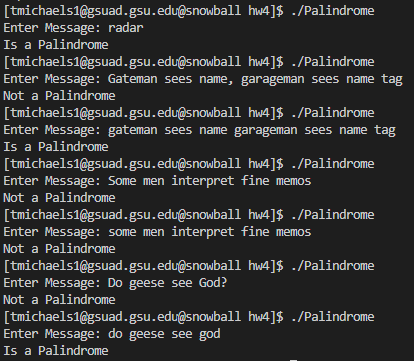 [tmichaels1@gsuad.gsu.edu@snowball hw4]$ ./Palindrome
Enter Message: radar
Is a Palindrome
[tmichaels1@gsuad.gsu.edu@snowball hw4]$ ./Palindrome
Enter Message: Gateman sees name, garageman sees name tag
Not a Palindrome
[tmichaels1@gsuad.gsu.edu@snowball hw4]$ ./Palindrome
Enter Message: gateman sees name garageman sees name tag
Is a Palindrome
[tmichaels1@gsuad.gsu.edu@snowball hw4]$ ./Palindrome
Enter Message: Some men interpret fine memos
Not a Palindrome
[tmichaels1@gsuad.gsu.edu@snowball hw4]$ ./Palindrome
Enter Message: some men interpret fine memos
Not a Palindrome
[tmichaels1@gsuad.gsu.edu@snowball hw4]$ ./Palindrome
Enter Message: Do geese see God?
Not a Palindrome
[tmichaels1@gsuad.gsu.edu@snowball hw4]$ ./Palindrome
Enter Message: do geese see god
Is a Palindrome